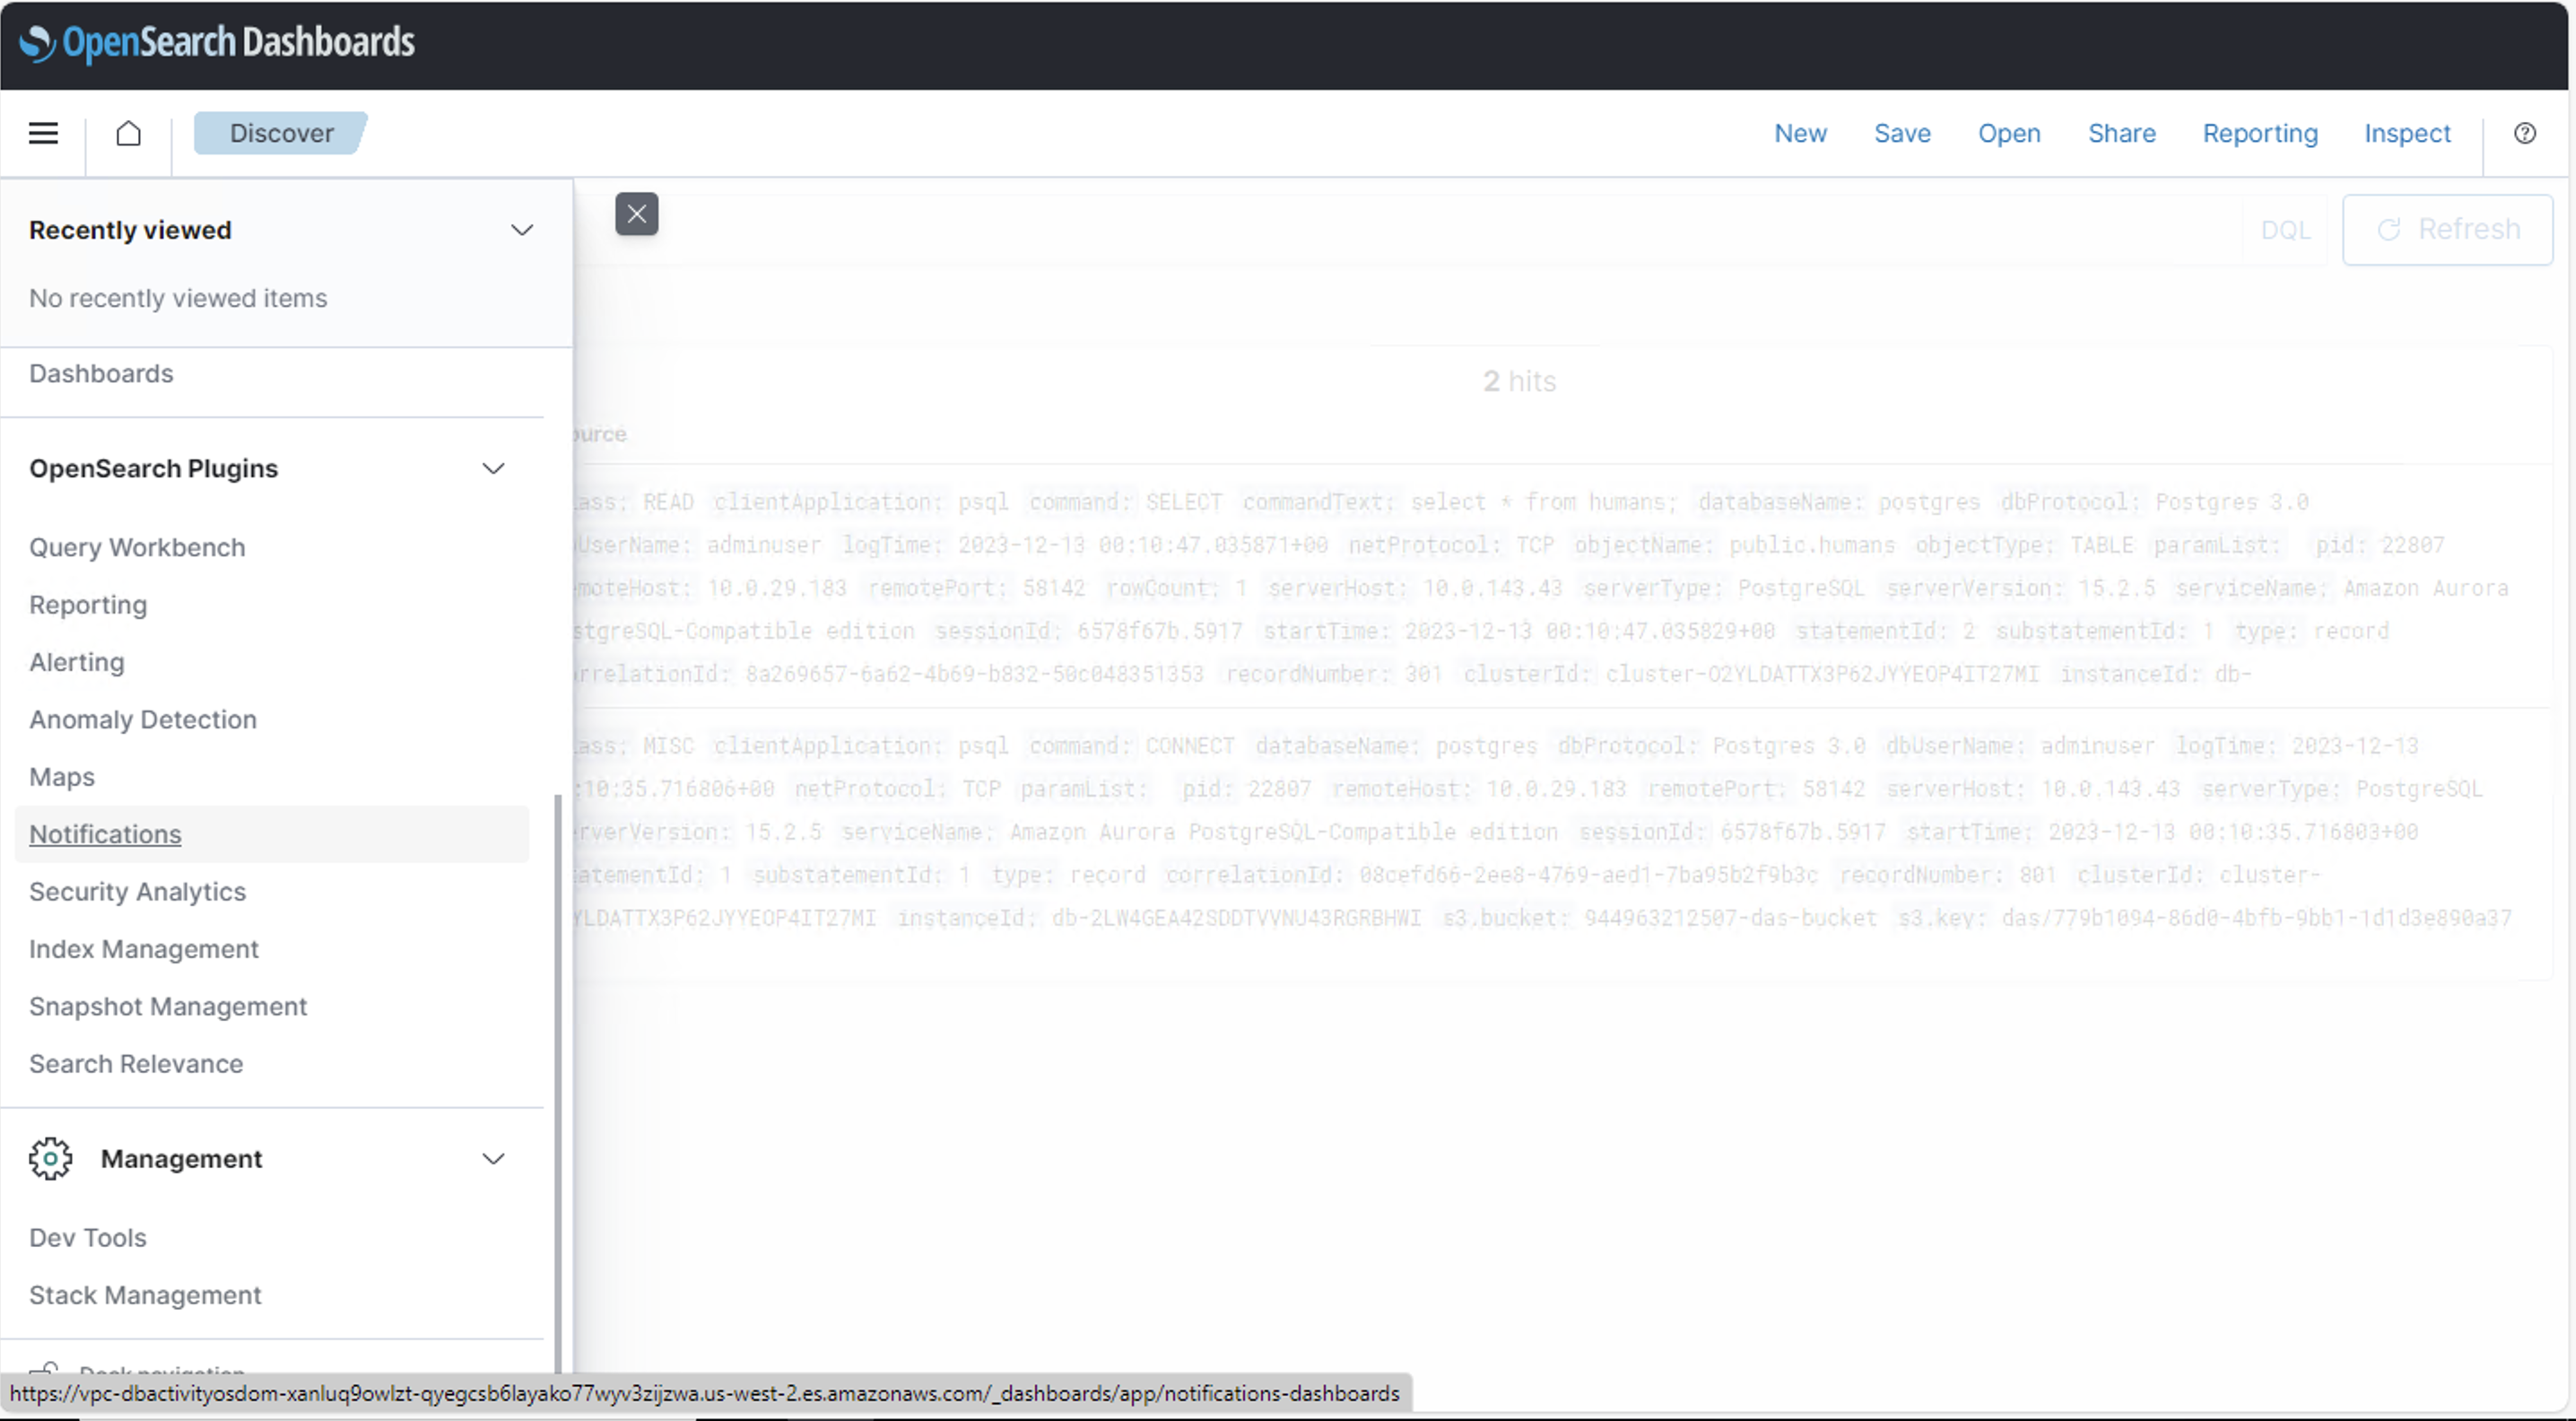 OpenSearch Dashboards
Discover
New Save Open Share Reporting Inspect
Recently viewed
No recently viewed items
DQL
Refresh
Dashboards
2 hits
OpenSearch Plugins
Query Workbench
Reporting
Alerting
Anomaly Detection
Maps
Notifications
Security Analytics
Index Management
Snapshot Management
Search Relevance
Management
Dev Tools
Stack Management
ource
lass: READ clientApplication: psql command: SELECT commandText: select * from humans; databaseName: postgres dbProtocol: Postgres 3.0
bUserName: adminuser logTime: 2023-12-13 00:10:47.035871+00 netProtocol: TCP objectName: public.humans objectType: TABLE paramList: pid: 22807
emoteHost: 10.0.29.183 remotePort: 58142 rowCount: 1 serverHost: 10.0.143.43 serverType: PostgreSQL serverVersion: 15.2.5 serviceName: Amazon Aurora
stgreSQL-Compatible edition sessionId: 6578f67b.5917 startTime: 2023-12-13 00:10:47.035829+00 statementId: 2 substatementId: 1 type: record
rrelationId: 8a269657-6a62-4b69-b832-50c048351353 recordNumber: 301 clusterId: cluster-O2YLDATTX3P62JYYEOP4IT27MI instanceId: db-
lass: MISC clientApplication: psql command: CONNECT databaseName: postgres dbProtocol: Postgres 3.0 dbUserName: adminuser logTime: 2023-12-13
:10:35.716806+00 netProtocol: TCP paramList: pid: 22807 remoteHost: 10.0.29.183 remotePort: 58142 serverHost: 10.0.143.43 serverType: PostgreSQL
rverVersion: 15.2.5 serviceName: Amazon Aurora PostgreSQL-Compatible edition sessionId: 6578f67b.5917 startTime: 2023-12-13 00:10:35.716803+00
atementId: 1 substatementId: 1 type: record correlationId: 08cefd66-2ee8-4769-aed1-7ba95b2f9b3c recordNumber: 801 clusterId: cluster-
YLDATTX3P62JYYEOP4IT27MI instanceId: db-2LW4GEA42SDDTVVNU43RGRBHWI s3.bucket: 944963212507-das-bucket s3.key: das/779b1094-86d0-4bfb-9bb1-1d1d3e890a37
https://vpc-dbactivityosdom-xanluq9owlzt-qyegcsb6layako77wyv3zijzwa.us-west-2.es.amazonaws.com/_dashboards/app/notifications-dashboards